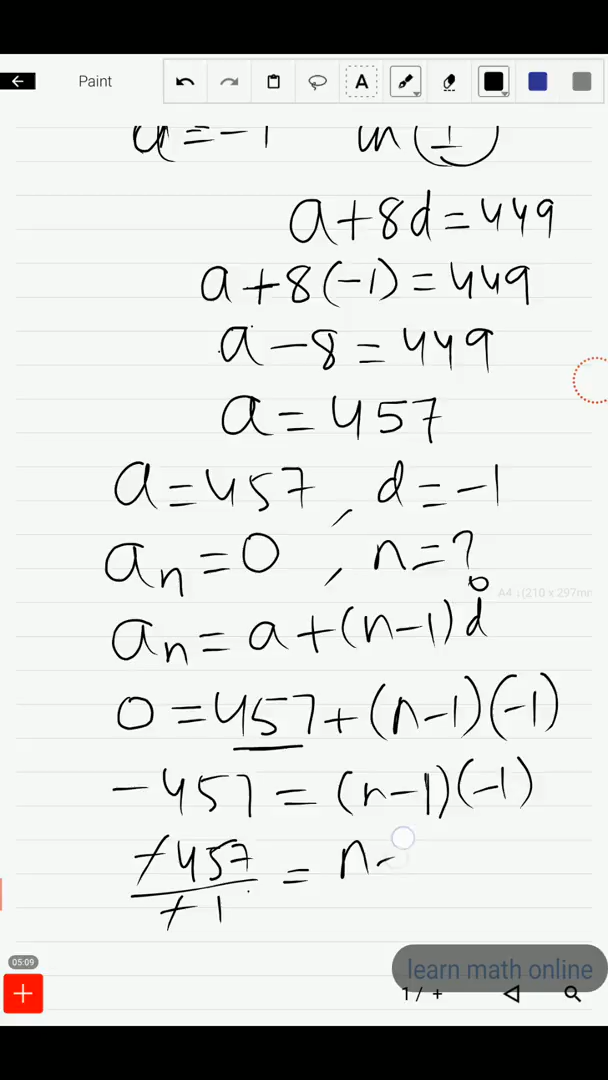 Paint
A
a + 8d = 449
a + 8(-1) = 449
a - 8 = 449
a = 457
a = 457 , d = -1
an = 0 , n = ?
A4 : (210 x 297mm
an = a + (n-1)d
0 = 457 + (n-1)(-1)
-457 = (n-1)(-1)
-457/-1 = n-
05:09
learn math online
1 / +